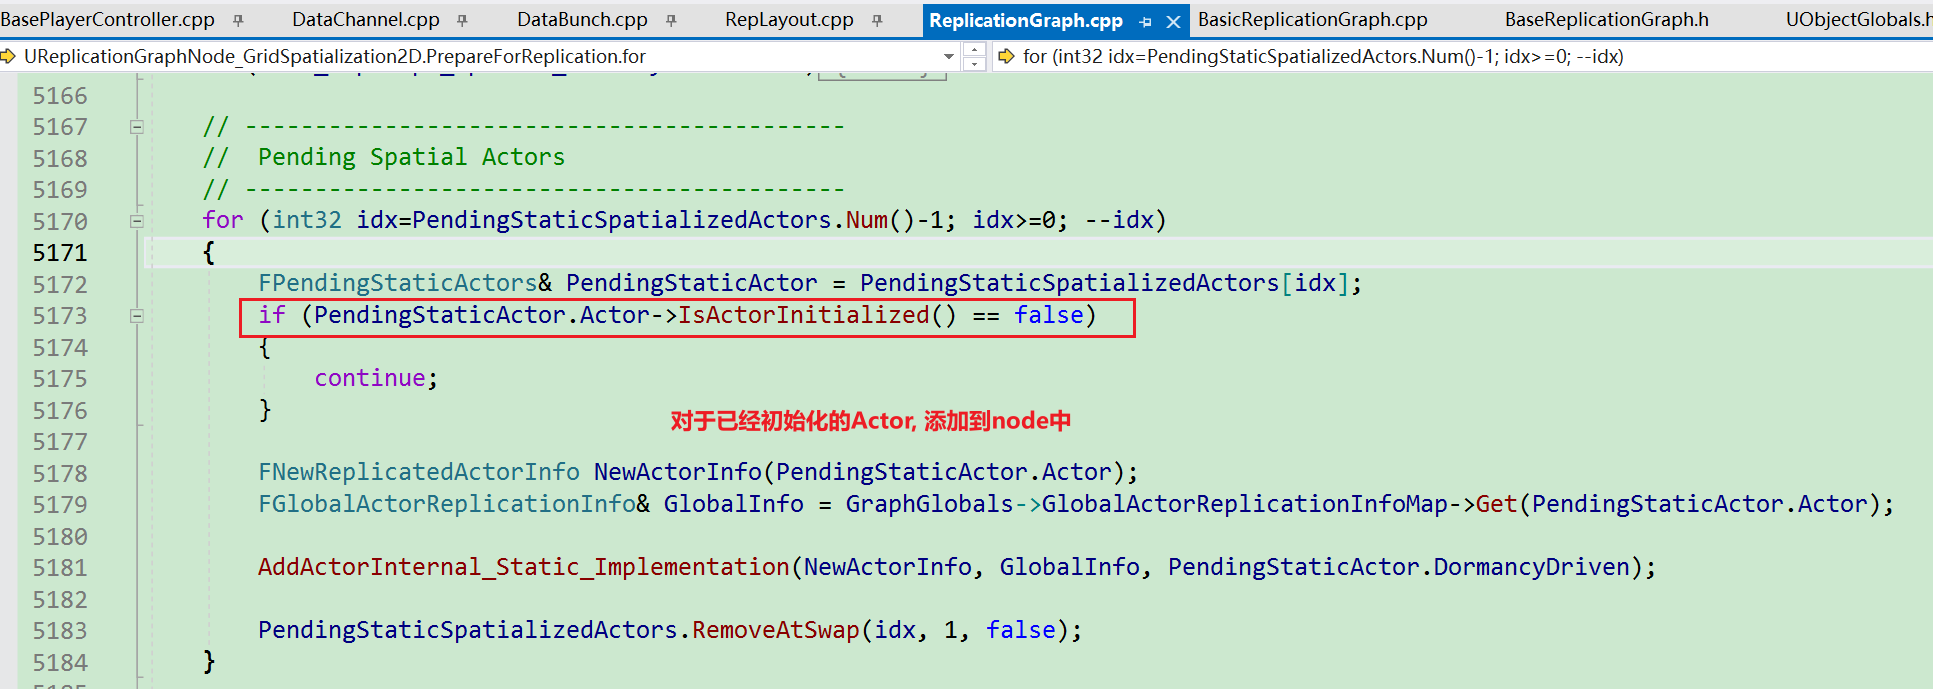 BasePlayerController.cpp DataChannel.cpp DataBunch.cpp RepLayout.cpp ReplicationGraph.cpp BasicReplicationGraph.cpp BaseReplicationGraph.h UObjectGlobals.h
UReplicationGraphNode_GridSpatialization2D.PrepareForReplication.for for (int32 idx=PendingStaticSpatializedActors.Num()-1; idx>=0; --idx)
5166
5167 // -------------------------------------------
5168 // Pending Spatial Actors
5169 // -------------------------------------------
5170 for (int32 idx=PendingStaticSpatializedActors.Num()-1; idx>=0; --idx)
5171 {
5172 FPendingStaticActors& PendingStaticActor = PendingStaticSpatializedActors[idx];
5173 if (PendingStaticActor.Actor->IsActorInitialized() == false)
5174 {
5175 continue;
5176 }
对于已经初始化的Actor, 添加到node中
5177
5178 FNewReplicatedActorInfo NewActorInfo(PendingStaticActor.Actor);
5179 FGlobalActorReplicationInfo& GlobalInfo = GraphGlobals->GlobalActorReplicationInfoMap->Get(PendingStaticActor.Actor);
5180
5181 AddActorInternal_Static_Implementation(NewActorInfo, GlobalInfo, PendingStaticActor.DormancyDriven);
5182
5183 PendingStaticSpatializedActors.RemoveAtSwap(idx, 1, false);
5184 }